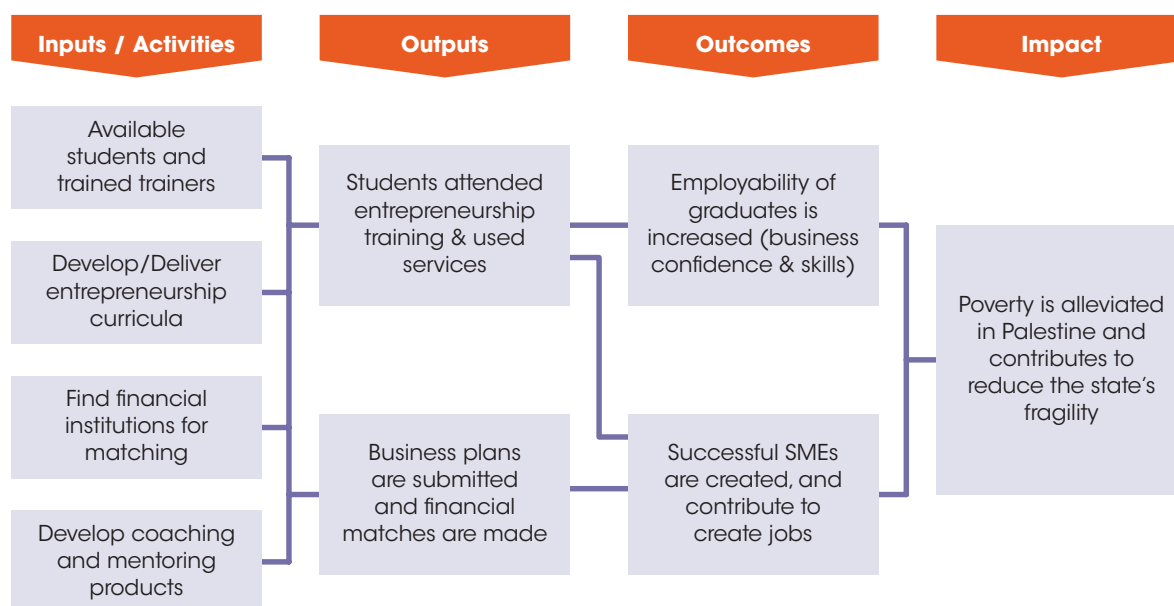 Inputs / Activities
Outputs
Outcomes
Impact
Available
students and
trained trainers
Develop/Deliver
entrepreneurship
curricula
Find financial
institutions for
matching
Develop coaching
and mentoring
products
Students attended
entrepreneurship
training & used
services
Business plans
are submitted
and financial
matches are made
Employability of
graduates is
increased (business
confidence & skills)
Successful SMEs
are created, and
contribute to
create jobs
Poverty is alleviated
in Palestine and
contributes to
reduce the state's
fragility